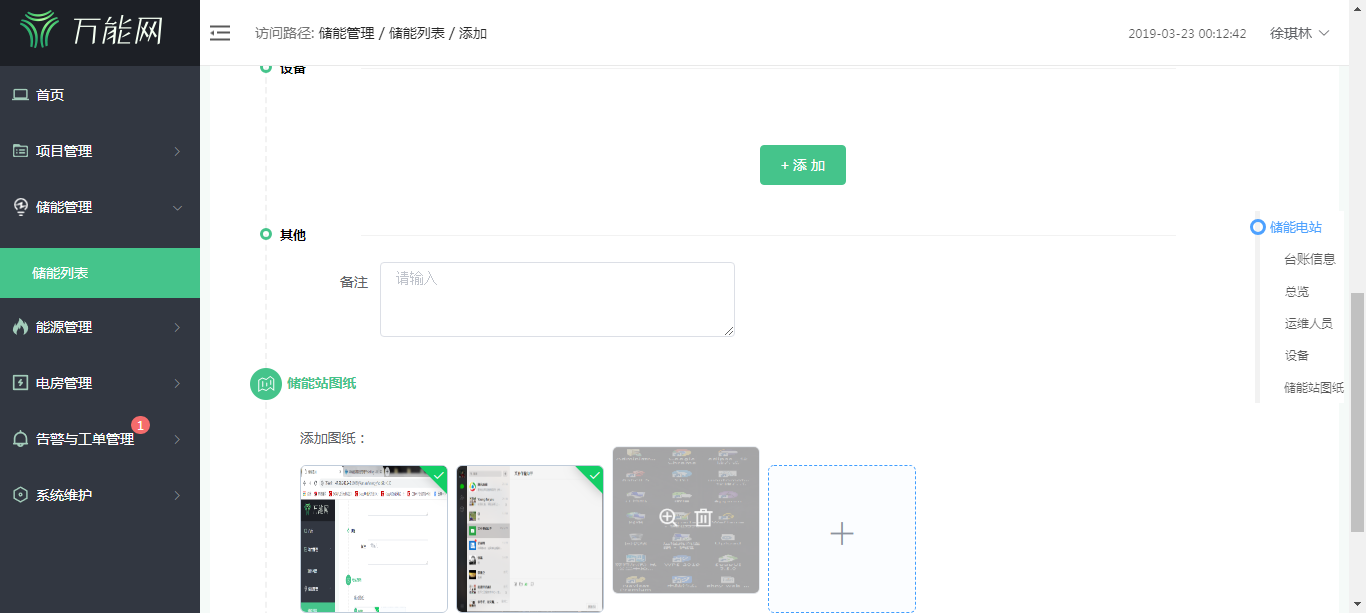 万能网
访问路径: 储能管理 / 储能列表 / 添加
2019-03-23 00:12:42
徐琪林
首页
项目管理
储能管理
储能列表
能源管理
电房管理
告警与工单管理
1
系统维护
设备
+ 添 加
其他
备注
请输入
储能站图纸
添加图纸：
储能电站
台账信息
总览
运维人员
设备
储能站图纸